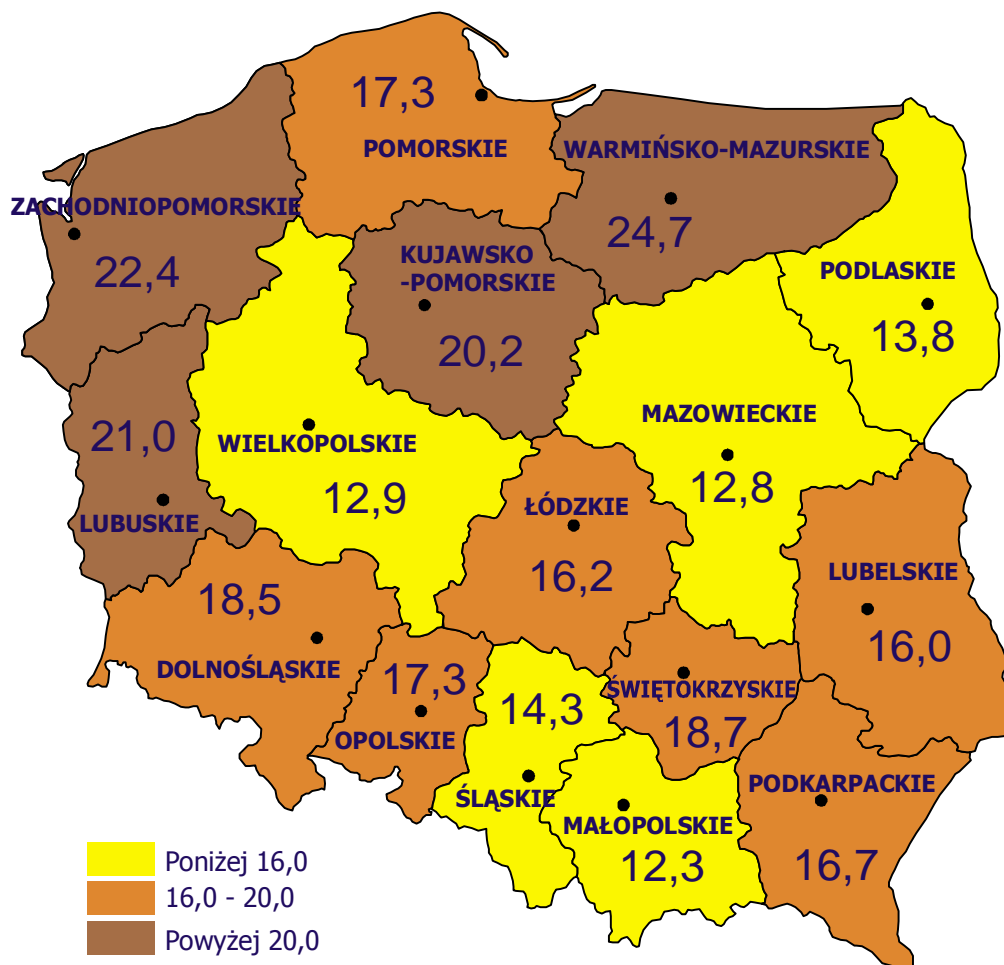 17,3
POMORSKIE
WARMIŃSKO-MAZURSKIE
24,7
ZACHODNIOPOMORSKIE
22,4
KUJAWSKO
-POMORSKIE
20,2
PODLASKIE
13,8
21,0
LUBUSKIE
WIELKOPOLSKIE
12,9
MAZOWIECKIE
12,8
ŁÓDZKIE
16,2
LUBELSKIE
16,0
18,5
DOLNOŚLĄSKIE
17,3
OPOLSKIE
14,3
ŚLĄSKIE
ŚWIĘTOKRZYSKIE
18,7
MAŁOPOLSKIE
12,3
PODKARPACKIE
16,7
Poniżej 16,0
16,0 - 20,0
Powyżej 20,0